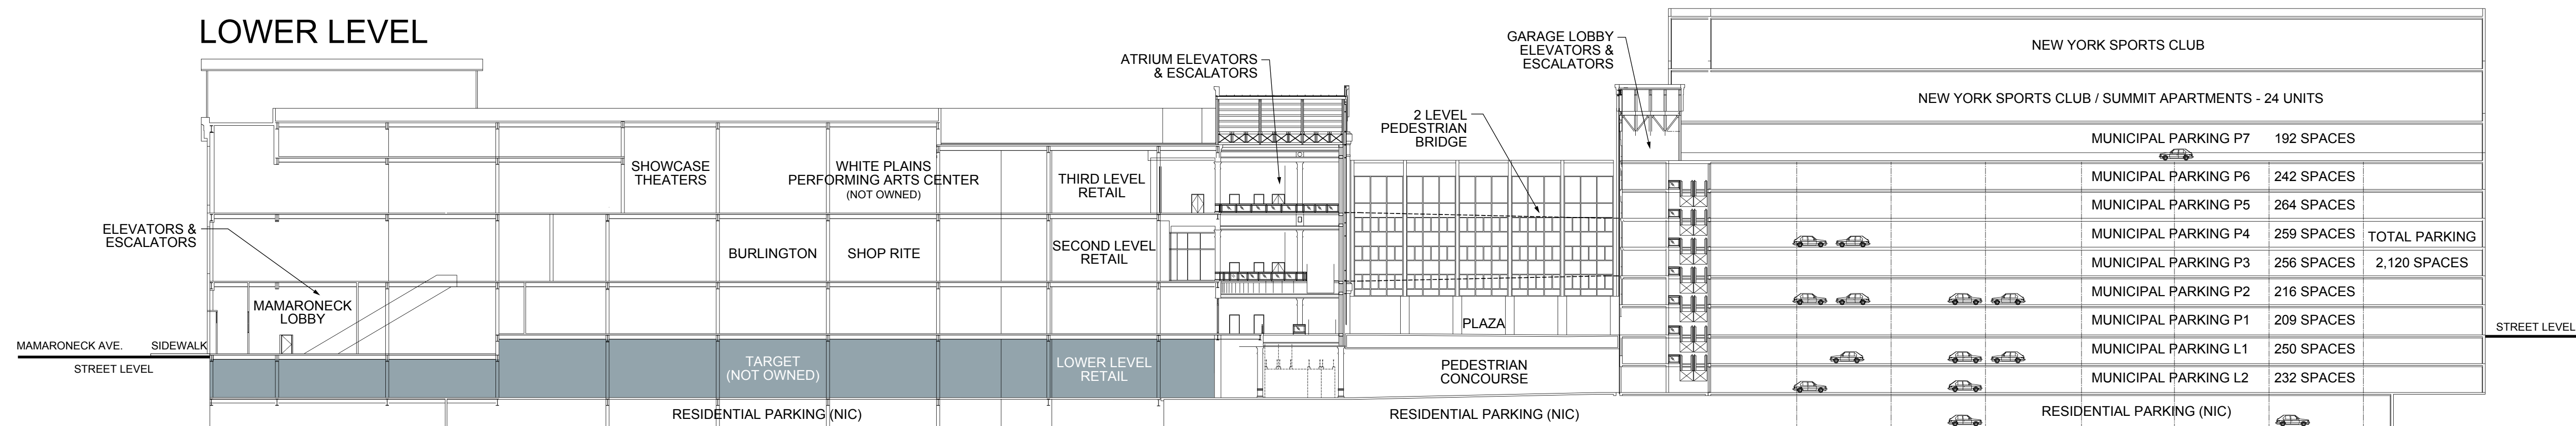 LOWER LEVEL
GARAGE LOBBY
ELEVATORS &
ESCALATORS
NEW YORK SPORTS CLUB
ATRIUM ELEVATORS
& ESCALATORS
NEW YORK SPORTS CLUB / SUMMIT APARTMENTS - 24 UNITS
2 LEVEL
PEDESTRIAN
BRIDGE
MUNICIPAL PARKING P7 192 SPACES
SHOWCASE
THEATERS
WHITE PLAINS
PERFORMING ARTS CENTER
(NOT OWNED)
THIRD LEVEL
RETAIL
MUNICIPAL PARKING P6 242 SPACES
MUNICIPAL PARKING P5 264 SPACES
ELEVATORS &
ESCALATORS
MUNICIPAL PARKING P4 259 SPACES
TOTAL PARKING
2,120 SPACES
BURLINGTON
SHOP RITE
SECOND LEVEL
RETAIL
MUNICIPAL PARKING P3 256 SPACES
MUNICIPAL PARKING P2 216 SPACES
MAMARONECK
LOBBY
PLAZA
MUNICIPAL PARKING P1 209 SPACES
STREET LEVEL
MAMARONECK AVE.
SIDEWALK
STREET LEVEL
MUNICIPAL PARKING L1 250 SPACES
TARGET
(NOT OWNED)
LOWER LEVEL
RETAIL
PEDESTRIAN
CONCOURSE
MUNICIPAL PARKING L2 232 SPACES
RESIDENTIAL PARKING (NIC)
RESIDENTIAL PARKING (NIC)
RESIDENTIAL PARKING (NIC)